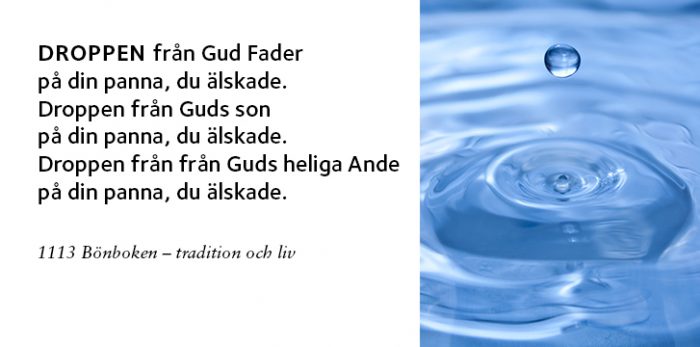 DROPPEN från Gud Fader
på din panna, du älskade.
Droppen från Guds son
på din panna, du älskade.
Droppen från från Guds heliga Ande
på din panna, du älskade.
1113 Bönboken – tradition och liv